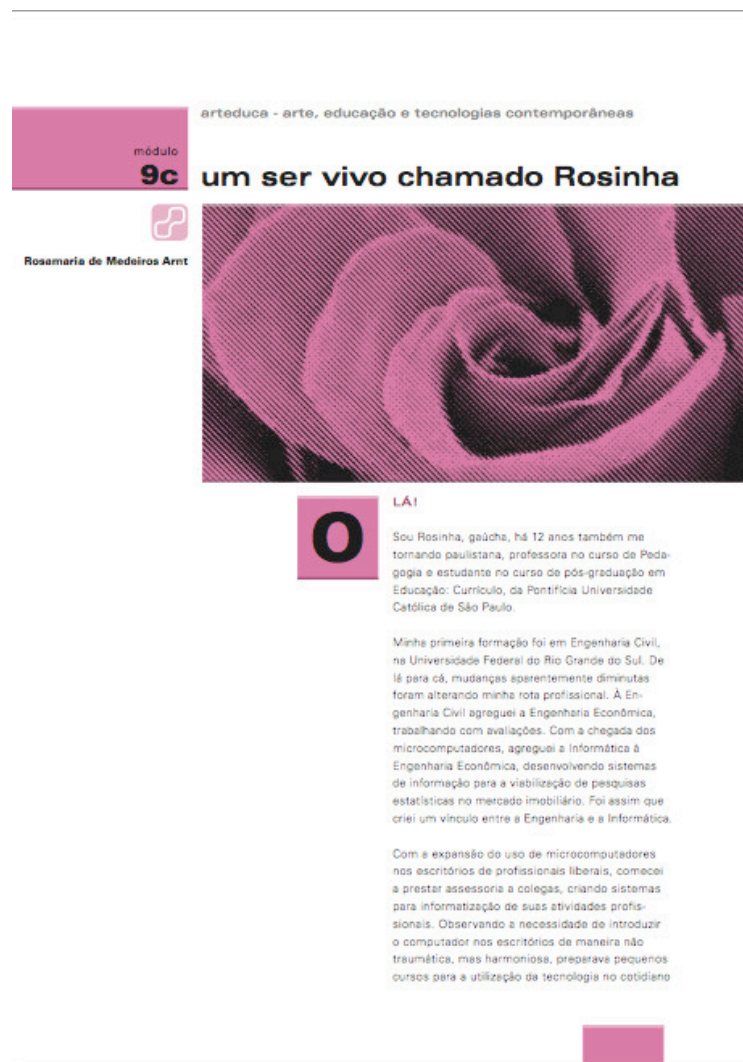 arteduca - arte, educação e tecnologias contemporâneas
módulo
9c
um ser vivo chamado Rosinha
Rosamaria de Medeiros Arnt
O
LÁ!
Sou Rosinha, gaúcha, há 12 anos também me
tornando paulistana, professora no curso de Peda-
gogia e estudante no curso de pós-graduação em
Educação: Currículo, da Pontifícia Universidade
Católica de São Paulo.
Minha primeira formação foi em Engenharia Civil,
na Universidade Federal do Rio Grande do Sul. De
lá para cá, mudanças aparentemente diminutas
foram alterando minha rota profissional. À En-
genharia Civil agreguei a Engenharia Econômica,
trabalhando com avaliações. Com a chegada dos
microcomputadores, agreguei a Informática à
Engenharia Econômica, desenvolvendo sistemas
de informação para a viabilização de pesquisas
estatísticas no mercado imobiliário. Foi assim que
criei um vínculo entre a Engenharia e a Informática.
Com a expansão do uso de microcomputadores
nos escritórios de profissionais liberais, comecei
a prestar assessoria a colegas, criando sistemas
para informatização de suas atividades profis-
sionais. Observando a necessidade de introduzir
o computador nos escritórios de maneira não
traumática, mas harmoniosa, preparava pequenos
cursos para a utilização da tecnologia no cotidiano